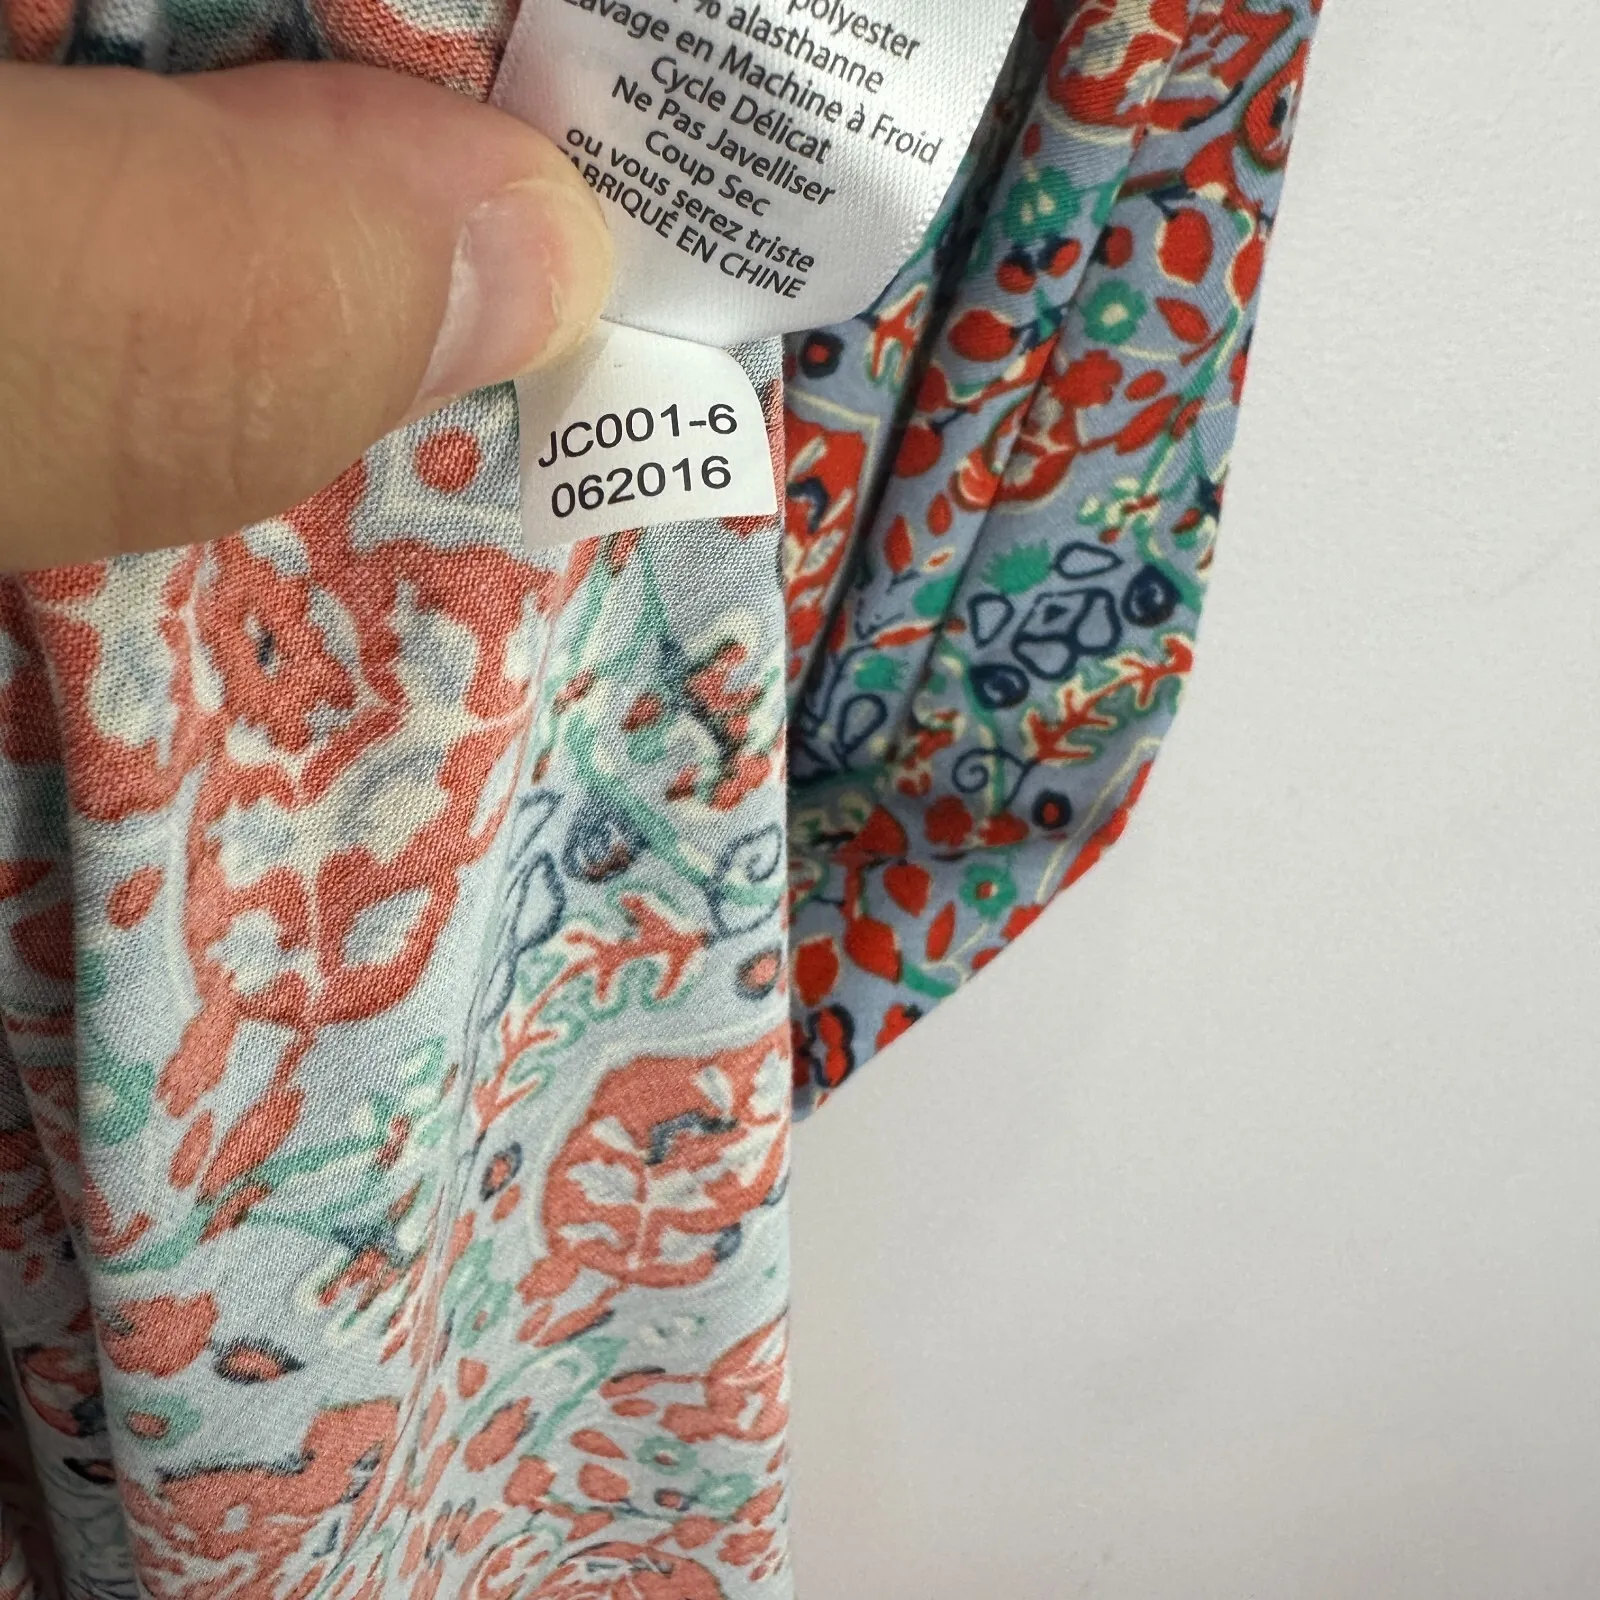 polyester
% alasthanne
Lavage en Machine à Froid
Cycle Délicat
Ne Pas Javelliser
Coup Sec
ou vous serez triste
FABRIQUÉ EN CHINE
JC001-6
062016